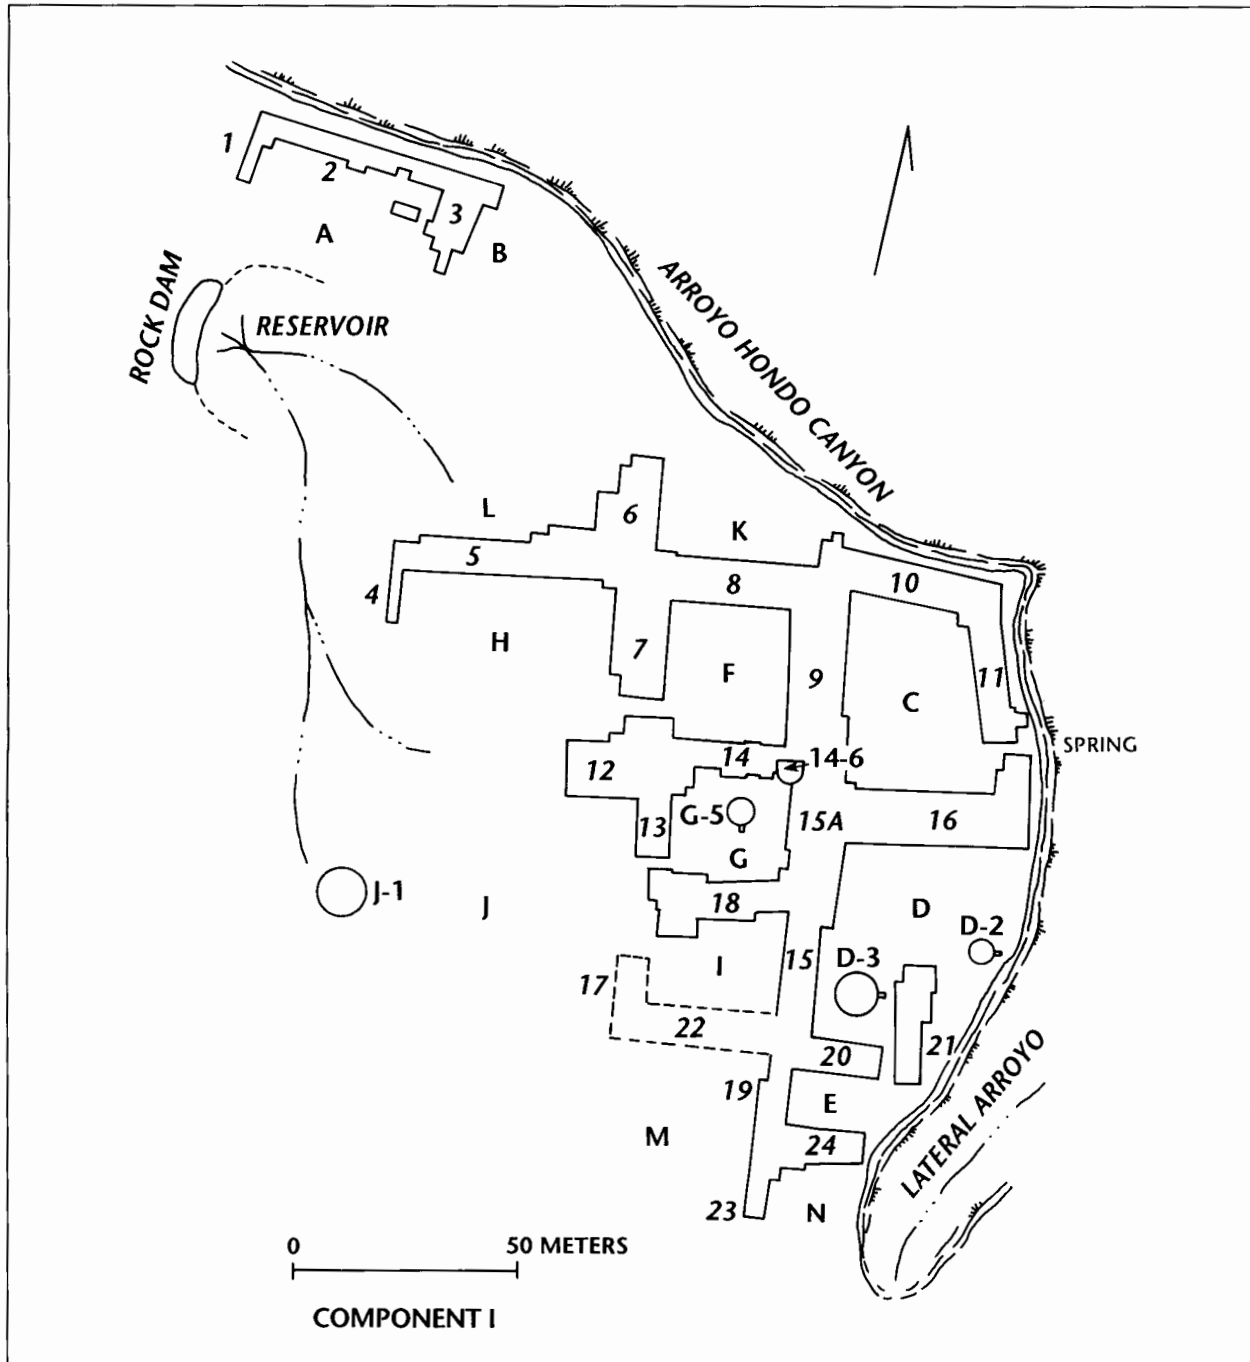 1
2
3
A
B
ROCK DAM
RESERVOIR
ARROYO HONDO CANYON
L
K
6
5
8
10
4
H
7
F
9
C
11
SPRING
12
14
14-6
13
G-5
15A
16
G
J-1
J
18
D
D-2
I
15
D-3
17
22
20
21
19
E
M
24
LATERAL ARROYO
23
N
0 50 METERS
COMPONENT I